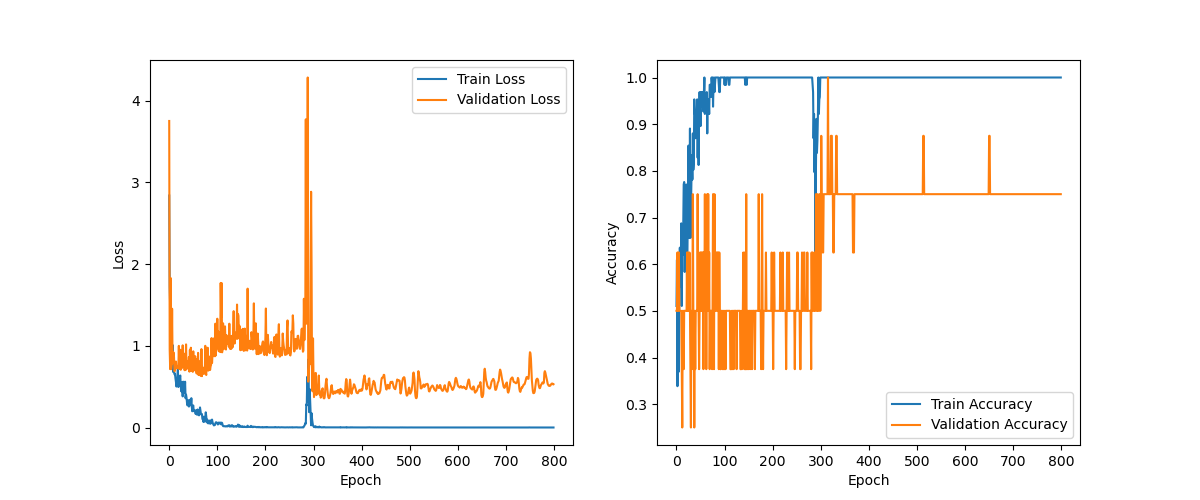 Train Loss
Validation Loss
4
3
2
1
0
Loss
0 100 200 300 400 500 600 700 800
Epoch
1.0
0.9
0.8
0.7
0.6
0.5
0.4
0.3
Accuracy
Train Accuracy
Validation Accuracy
0 100 200 300 400 500 600 700 800
Epoch